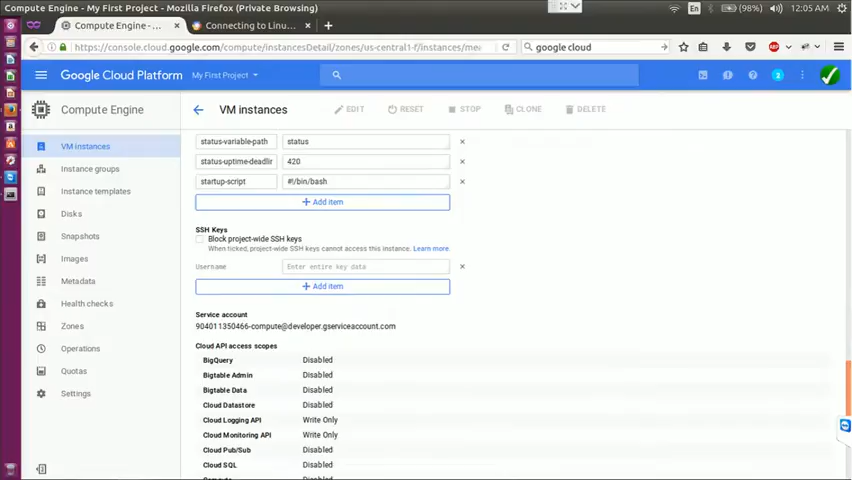 Compute Engine - My First Project - Mozilla Firefox (Private Browsing)
En
(98%)
12:05 AM
Compute Engine - ...
Connecting to Linu...
https://console.cloud.google.com/compute/instancesDetail/zones/us-central1-f/instances/me
google cloud
Google Cloud Platform
My First Project
2
Compute Engine
VM instances
EDIT
RESET
STOP
CLONE
DELETE
VM instances
Instance groups
Instance templates
Disks
Snapshots
Images
Metadata
Health checks
Zones
Operations
Quotas
Settings
status-variable-path
status
status-uptime-deadlir
420
startup-script
#!/bin/bash
+ Add item
SSH Keys
Block project-wide SSH keys
When ticked, project-wide SSH keys cannot access this instance. Learn more.
Username
Enter entire key data
+ Add item
Service account
904011350466-compute@developer.gserviceaccount.com
Cloud API access scopes
BigQuery Disabled
Bigtable Admin Disabled
Bigtable Data Disabled
Cloud Datastore Disabled
Cloud Logging API Write Only
Cloud Monitoring API Write Only
Cloud Pub/Sub Disabled
Cloud SQL Disabled